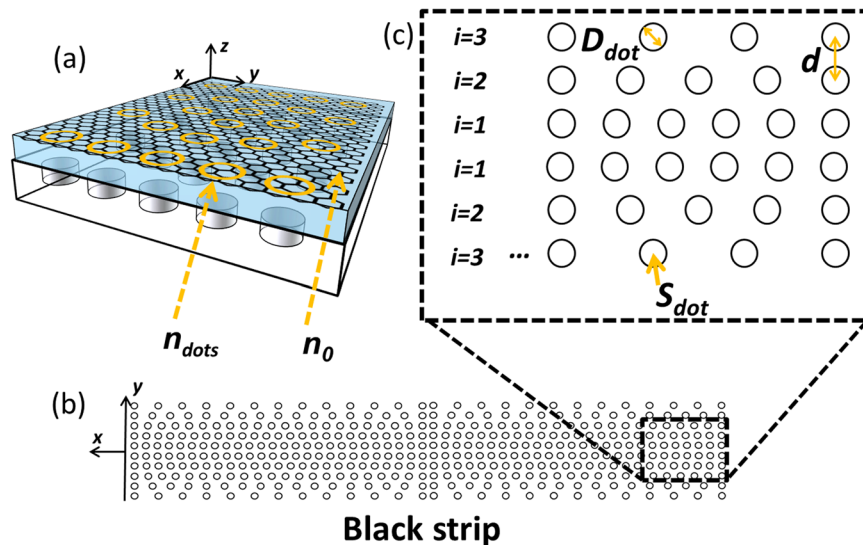 (a)
z
x
y
n_dots
n_0
(c)
i=3
D_dot
d
i=2
i=1
i=1
i=2
i=3 ...
S_dot
(b)
y
x
Black strip